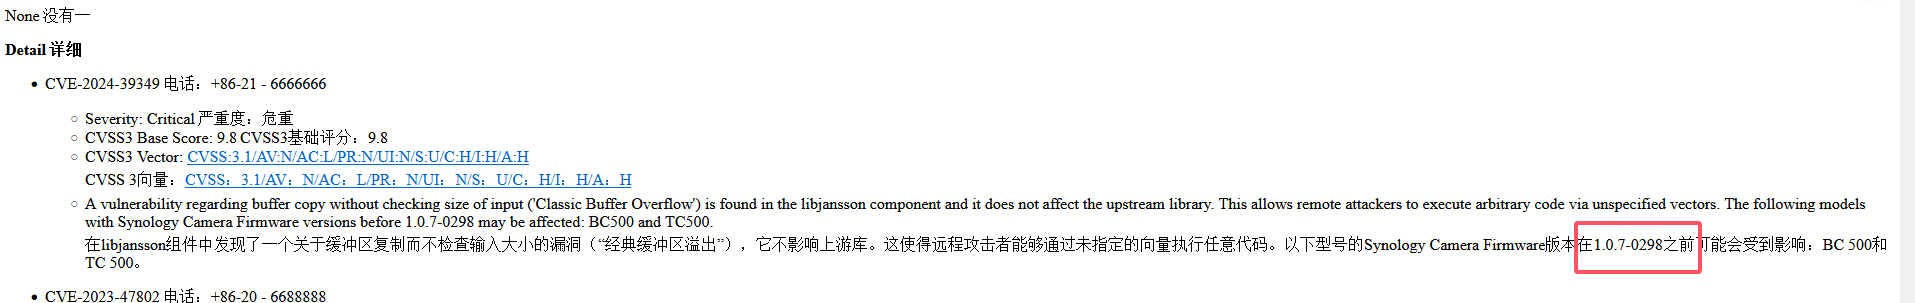 None 没有一
Detail 详细
• CVE-2024-39349 电话：+86-21 - 6666666
○ Severity: Critical 严重度：危重
○ CVSS3 Base Score: 9.8 CVSS3基础评分：9.8
○ CVSS3 Vector: CVSS:3.1/AV:N/AC:L/PR:N/UI:N/S:U/C:H/I:H/A:H
CVSS 3向量：CVSS：3.1/AV：N/AC：L/PR：N/UI：N/S：U/C：H/I：H/A：H
○ A vulnerability regarding buffer copy without checking size of input ('Classic Buffer Overflow') is found in the libjansson component and it does not affect the upstream library. This allows remote attackers to execute arbitrary code via unspecified vectors. The following models
with Synology Camera Firmware versions before 1.0.7-0298 may be affected: BC500 and TC500.
在libjansson组件中发现了一个关于缓冲区复制而不检查输入大小的漏洞（“经典缓冲区溢出”），它不影响上游库。这使得远程攻击者能够通过未指定的向量执行任意代码。以下型号的Synology Camera Firmware版本在1.0.7-0298之前可能会受到影响：BC 500和
TC 500。
• CVE-2023-47802 电话：+86-20 - 6688888